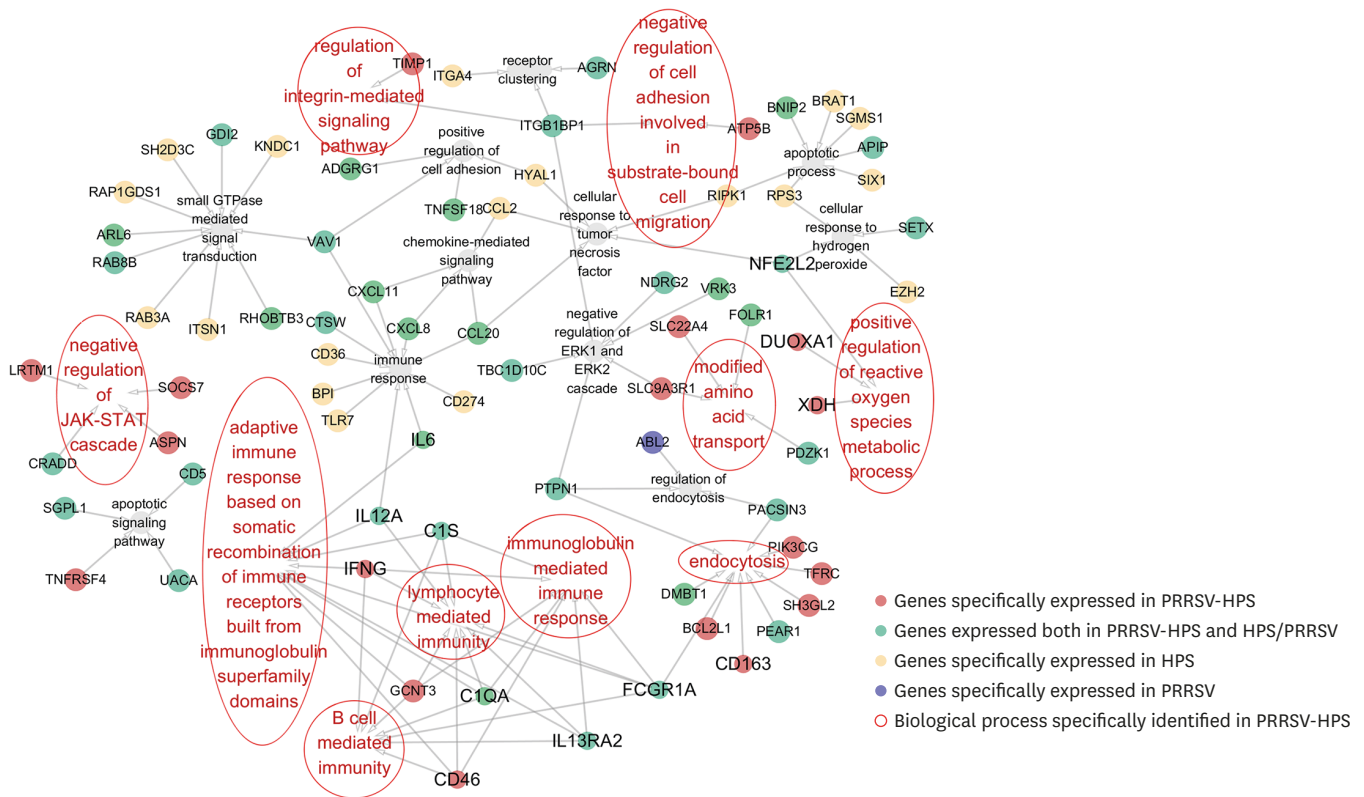 regulation
of
integrin-mediated
signaling
pathway
TIMP1
ITGA4
receptor
clustering
AGRN
negative
regulation
of cell
adhesion
involved
in
substrate-bound
cell
migration
ITGB1BP1
ATP5B
BNIP2
BRAT1
SGMS1
APIP
apoptotic
process
SIX1
RIPK1
RPS3
GDI2
SH2D3C
KNDC1
RAP1GDS1
small GTPase
mediated
signal
transduction
ARL6
RAB8B
RAB3A
ITSN1
RHOBTB3
VAV1
ADGRG1
positive
regulation of
cell adhesion
HYAL1
TNFSF18
CCL2
chemokine-mediated
signaling
pathway
cellular
response to
tumor
necrosis
factor
cellular
response to
hydrogen
peroxide
SETX
NFE2L2
EZH2
CXCL11
CXCL8
CCL20
CTSW
CD36
BPI
TLR7
immune
response
CD274
IL6
negative
regulation of
ERK1 and
ERK2
cascade
NDRG2
VRK3
TBC1D10C
SLC22A4
FOLR1
SLC9A3R1
modified
amino
acid
transport
PDZK1
DUOXA1
XDH
positive
regulation
of reactive
oxygen
species
metabolic
process
LRTM1
negative
regulation
of
JAK-STAT
cascade
SOCS7
ASPN
CRADD
CD5
SGPL1
apoptotic
signaling
pathway
TNFRSF4
UACA
adaptive
immune
response
based on
somatic
recombination
of immune
receptors
built from
immunoglobulin
superfamily
domains
ABL2
regulation of
endocytosis
PTPN1
PACSIN3
IL12A
C1S
IFNG
lymphocyte
mediated
immunity
immunoglobulin
mediated
immune
response
endocytosis
PIK3CG
TFRC
DMBT1
SH3GL2
BCL2L1
PEAR1
CD163
GCNT3
C1QA
FCGR1A
B cell
mediated
immunity
IL13RA2
CD46
Genes specifically expressed in PRRSV-HPS
Genes expressed both in PRRSV-HPS and HPS/PRRSV
Genes specifically expressed in HPS
Genes specifically expressed in PRRSV
Biological process specifically identified in PRRSV-HPS